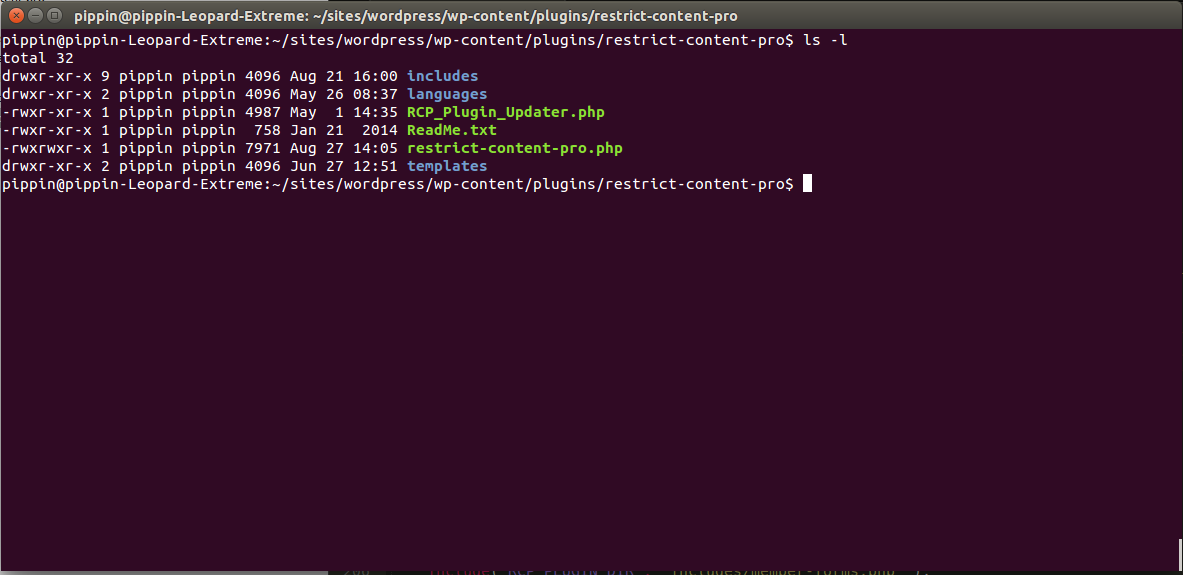 pippin@pippin-Leopard-Extreme: ~/sites/wordpress/wp-content/plugins/restrict-content-pro
pippin@pippin-Leopard-Extreme:~/sites/wordpress/wp-content/plugins/restrict-content-pro$ ls -l
total 32
drwxr-xr-x 9 pippin pippin 4096 Aug 21 16:00 includes
drwxr-xr-x 2 pippin pippin 4096 May 26 08:37 languages
-rwxr-xr-x 1 pippin pippin 4987 May  1 14:35 RCP_Plugin_Updater.php
-rwxr-xr-x 1 pippin pippin  758 Jan 21  2014 ReadMe.txt
-rwxrwxr-x 1 pippin pippin 7971 Aug 27 14:05 restrict-content-pro.php
drwxr-xr-x 2 pippin pippin 4096 Jun 27 12:51 templates
pippin@pippin-Leopard-Extreme:~/sites/wordpress/wp-content/plugins/restrict-content-pro$